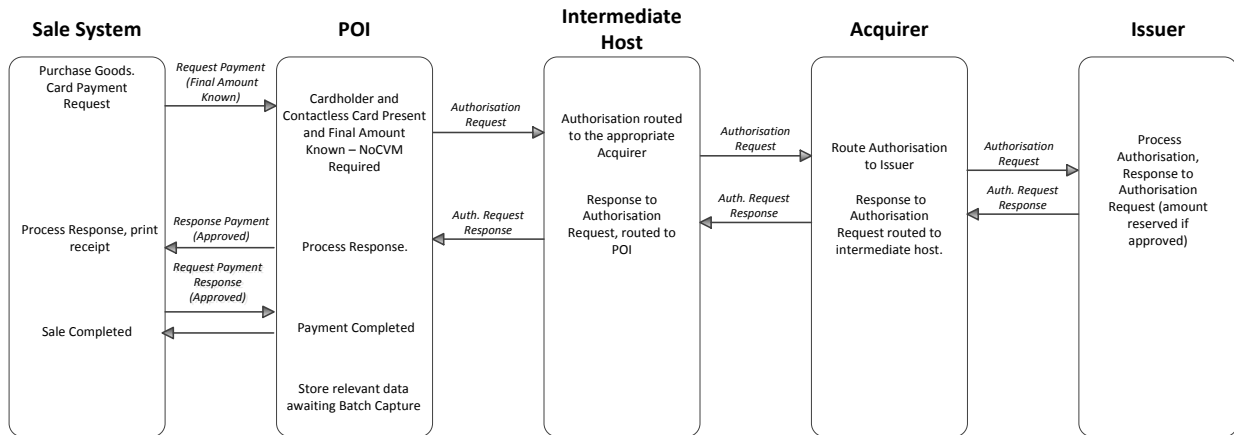 Sale System
POI
Intermediate
Host
Acquirer
Issuer
Purchase Goods.
Card Payment
Request
Request Payment
(Final Amount
Known)
Cardholder and
Contactless Card Present
and Final Amount
Known – NoCVM
Required
Authorisation
Request
Authorisation routed
to the appropriate
Acquirer
Authorisation
Request
Route Authorisation
to Issuer
Authorisation
Request
Process
Authorisation,
Response to
Authorisation
Request (amount
reserved if
approved)
Auth. Request
Response
Response to
Authorisation
Request routed to
intermediate host.
Auth. Request
Response
Response to
Authorisation
Request, routed to
POI
Auth. Request
Response
Process Response.
Response Payment
(Approved)
Process Response, print
receipt
Request Payment
Response
(Approved)
Payment Completed
Sale Completed
Store relevant data
awaiting Batch Capture